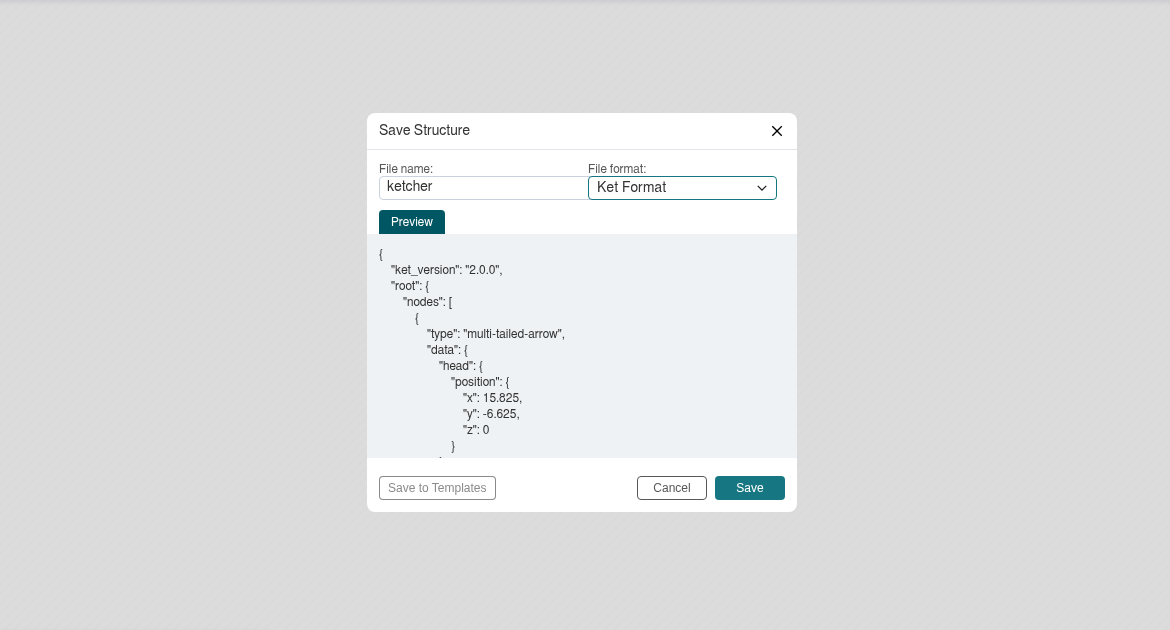 Save Structure
File name:
File format:
ketcher
Ket Format
Preview
{
"ket_version": "2.0.0",
"root": {
"nodes": [
{
"type": "multi-tailed-arrow",
"data": {
"head": {
"position": {
"x": 15.825,
"y": -6.625,
"z": 0
}
Save to Templates
Cancel
Save